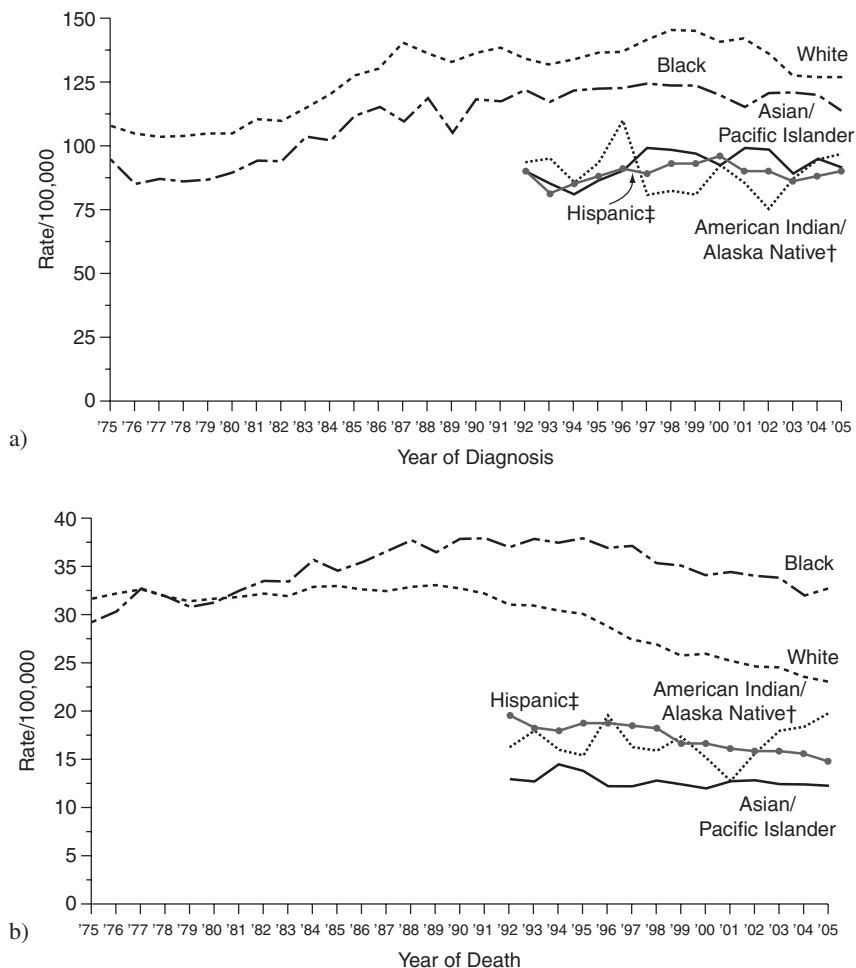 150
125
100
75
50
25
0
Rate/100,000
White
Black
Asian/
Pacific Islander
Hispanic‡
American Indian/
Alaska Native†
'75 '76 '77 '78 '79 '80 '81 '82 '83 '84 '85 '86 '87 '88 '89 '90 '91 '92 '93 '94 '95 '96 '97 '98 '99 '00 '01 '02 '03 '04 '05
a)
Year of Diagnosis
40
35
30
25
20
15
10
5
0
Rate/100,000
Black
White
Hispanic‡
American Indian/
Alaska Native†
Asian/
Pacific Islander
'75 '76 '77 '78 '79 '80 '81 '82 '83 '84 '85 '86 '87 '88 '89 '90 '91 '92 '93 '94 '95 '96 '97 '98 '99 '00 '01 '02 '03 '04 '05
b)
Year of Death